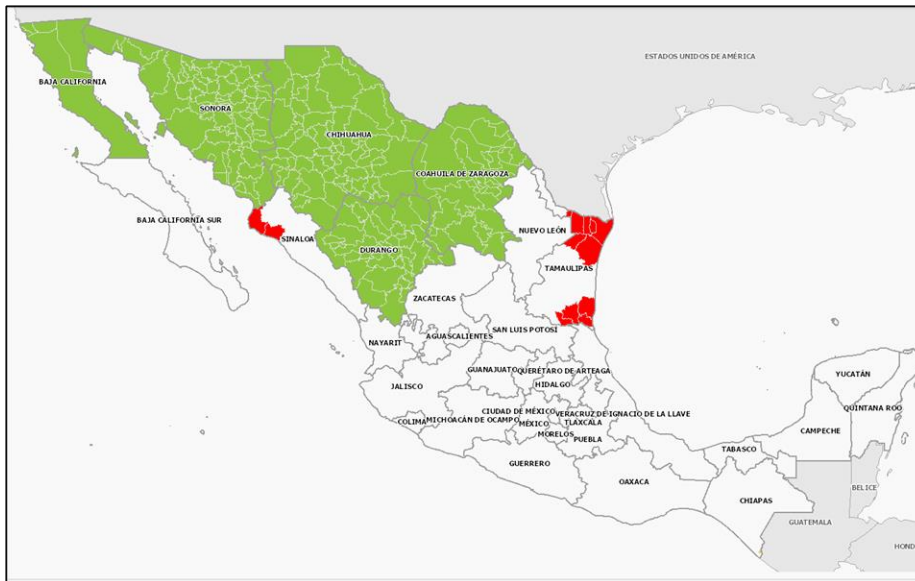 ESTADOS UNIDOS DE AMÉRICA
BAJA CALIFORNIA
SONORA
CHIHUAHUA
COAHUILA DE ZARAGOZA
BAJA CALIFORNIA SUR
SINALOA
NUEVO LEÓN
DURANGO
TAMAULIPAS
ZACATECAS
SAN LUIS POTOSÍ
AGUASCALIENTES
NAYARIT
GUANAJUATO
QUERÉTARO DE ARTEAGA
YUCATÁN
HIDALGO
JALISCO
QUINTANA ROO
CIUDAD DE MÉXICO
VERACRUZ DE IGNACIO DE LA LLAVE
COLIMA
MICHOACÁN DE OCAMPO
MÉXICO
TLAXCALA
CAMPECHE
MORELOS
PUEBLA
TABASCO
GUERRERO
OAXACA
BELICE
CHIAPAS
GUATEMALA
HOND